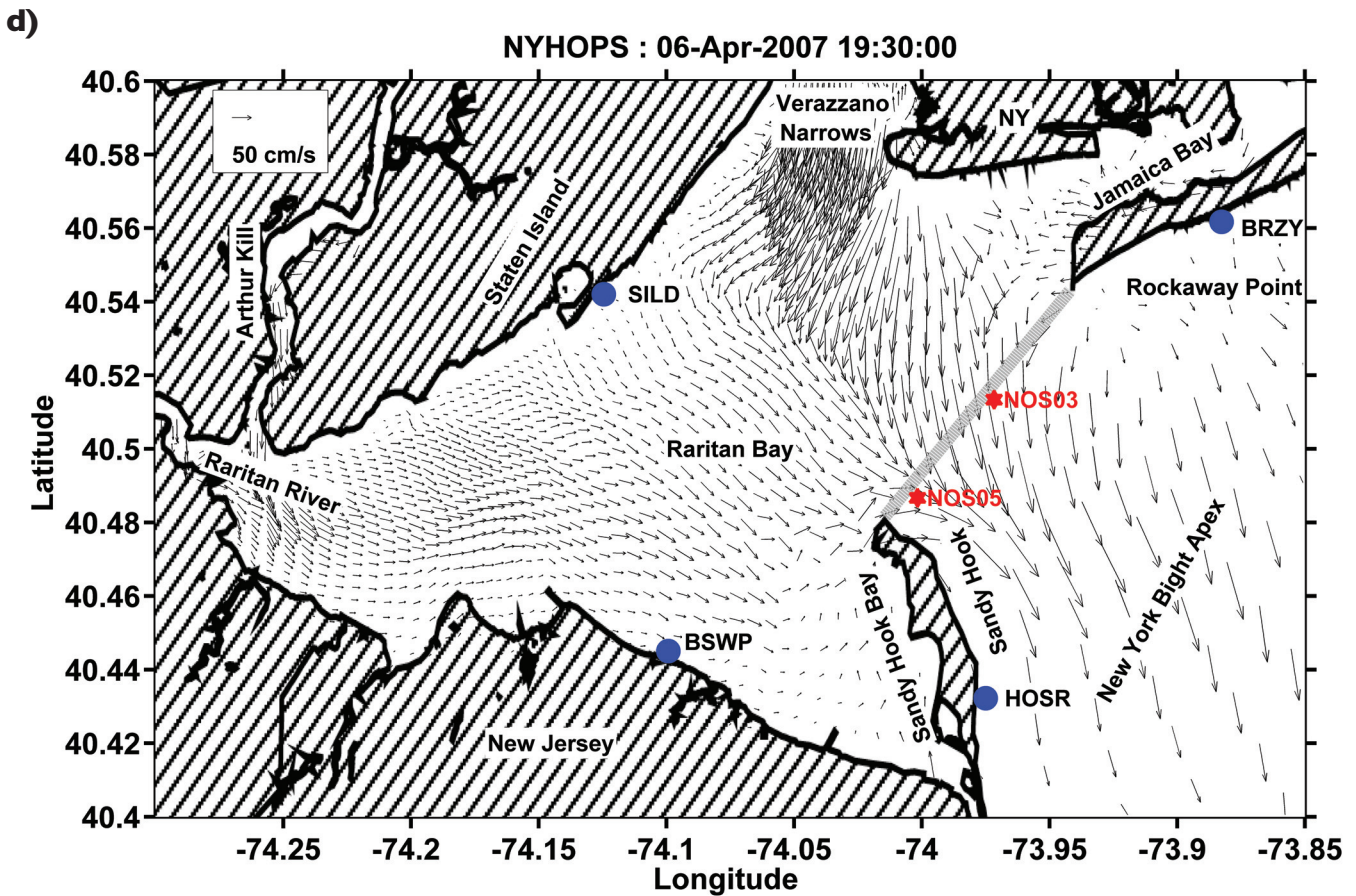 d)
NYHOPS : 06-Apr-2007 19:30:00
40.6
40.58
40.56
40.54
40.52
40.5
40.48
40.46
40.44
40.42
40.4
Latitude
50 cm/s
Verazzano
Narrows
NY
Jamaica Bay
BRZY
Rockaway Point
Arthur Kill
Staten Island
SILD
NOS03
Raritan Bay
Raritan River
NOS05
New York Bight Apex
Sandy Hook
Sandy Hook Bay
BSWP
HOSR
New Jersey
-74.25
-74.2
-74.15
-74.1
-74.05
-74
-73.95
-73.9
-73.85
Longitude